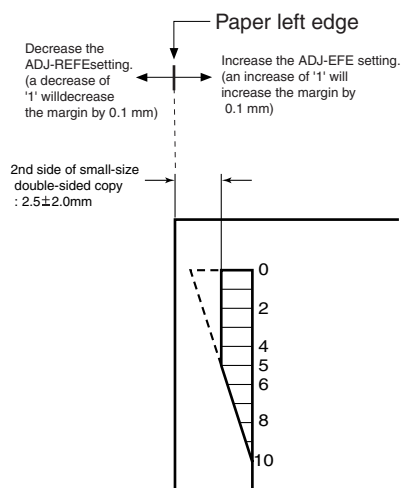 Paper left edge
Decrease the
ADJ-REFEsetting.
(a decrease of
'1' willdecrease
the margin by 0.1 mm)
Increase the ADJ-EFE setting.
(an increase of '1' will
increase the margin by
0.1 mm)
2nd side of small-size
double-sided copy
: 2.5±2.0mm
0
2
4
5
6
8
10